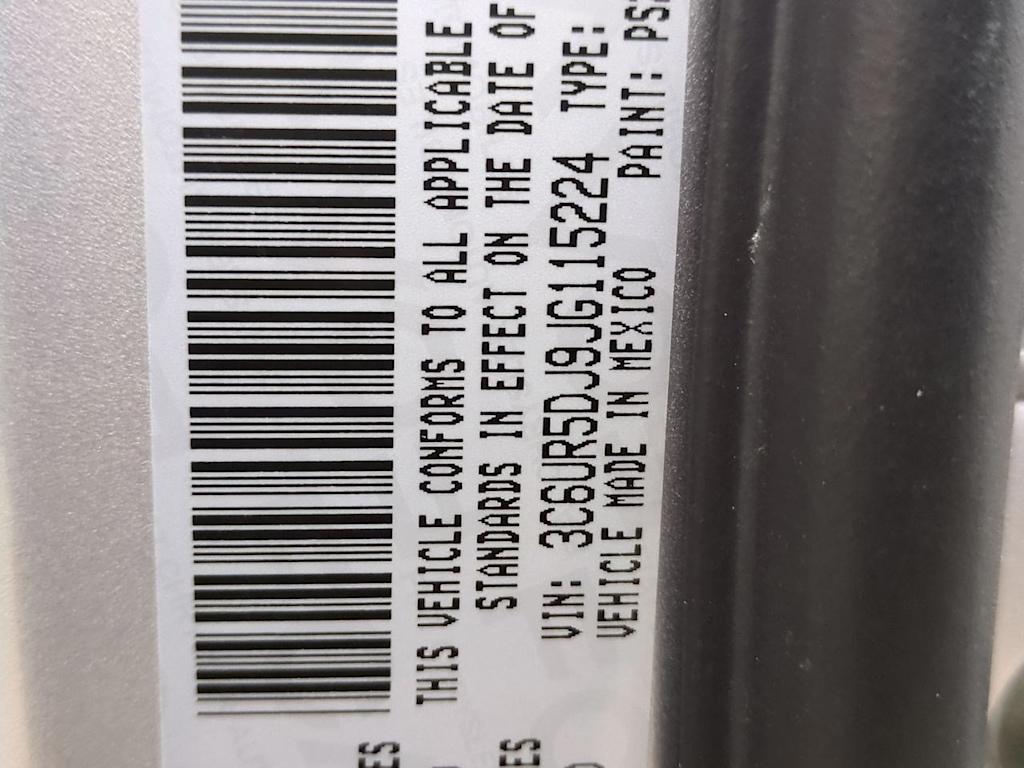 THIS VEHICLE CONFORMS TO ALL APPLICABLE
STANDARDS IN EFFECT ON THE DATE OF
VIN: 3C6UR5DJ9JG115224 TYPE:
VEHICLE MADE IN MEXICO PAINT: PS2